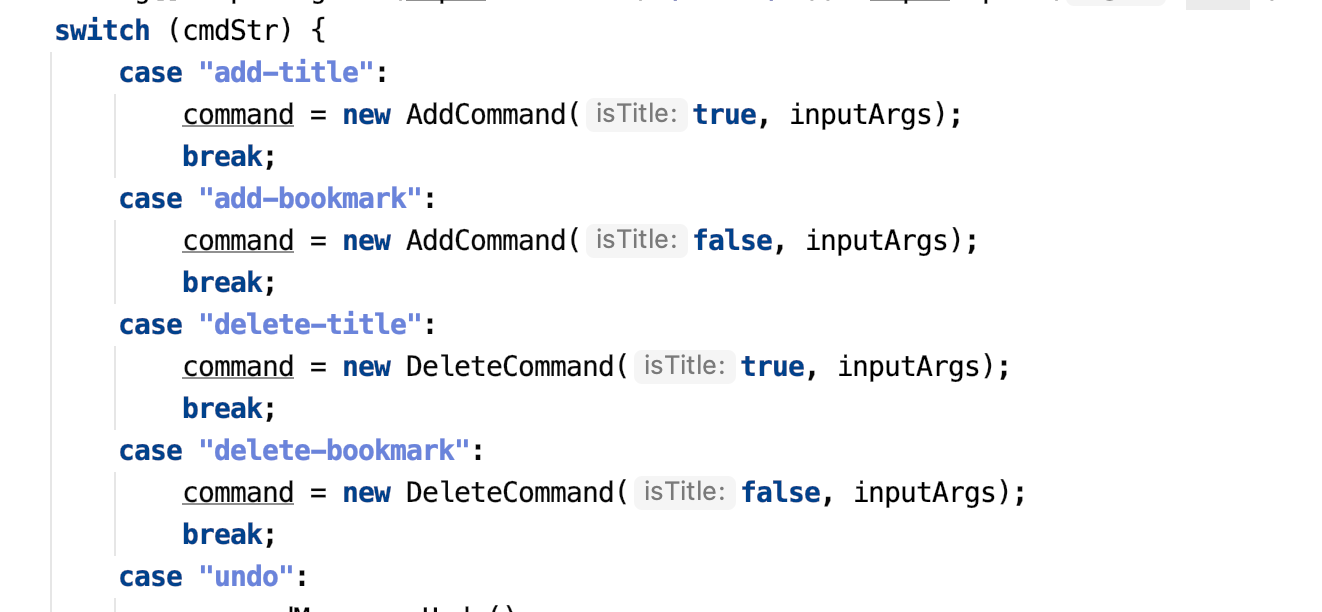 switch (cmdStr) {
case "add-title":
command = new AddCommand( isTitle: true, inputArgs);
break;
case "add-bookmark":
command = new AddCommand( isTitle: false, inputArgs);
break;
case "delete-title":
command = new DeleteCommand( isTitle: true, inputArgs);
break;
case "delete-bookmark":
command = new DeleteCommand( isTitle: false, inputArgs);
break;
case "undo":